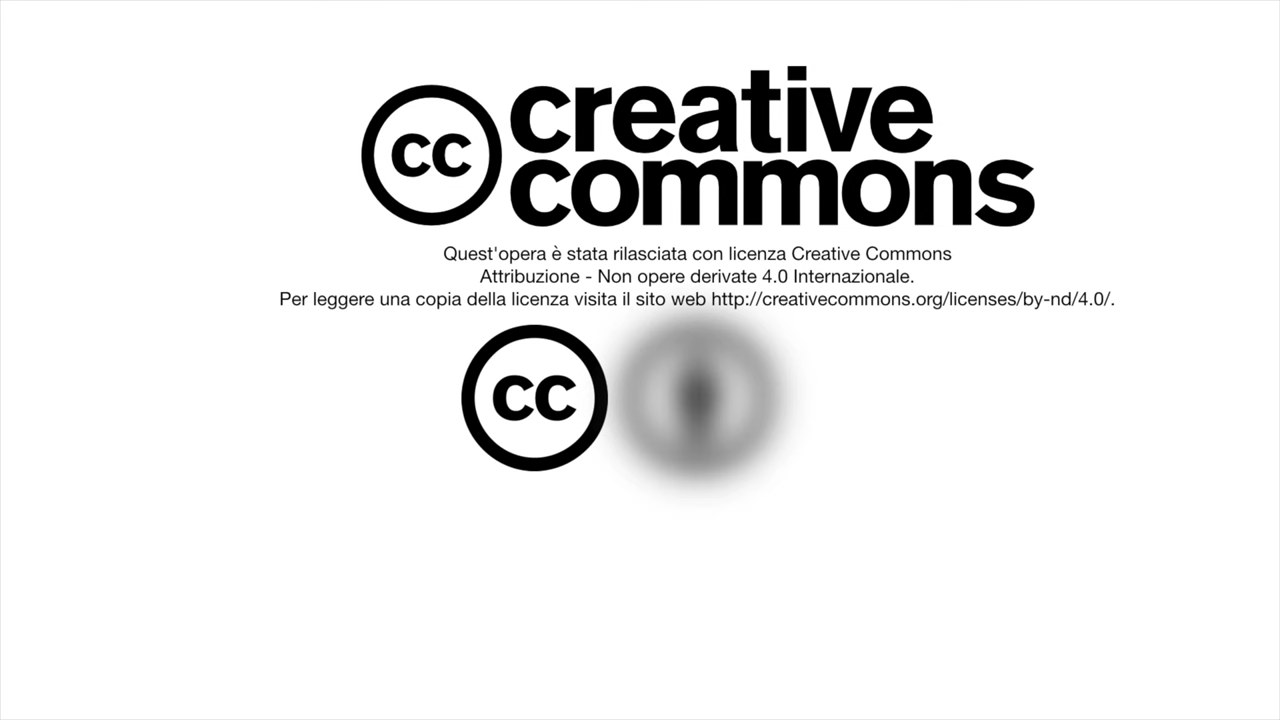 cc creative
commons
Quest'opera è stata rilasciata con licenza Creative Commons
Attribuzione - Non opere derivate 4.0 Internazionale.
Per leggere una copia della licenza visita il sito web http://creativecommons.org/licenses/by-nd/4.0/.
cc